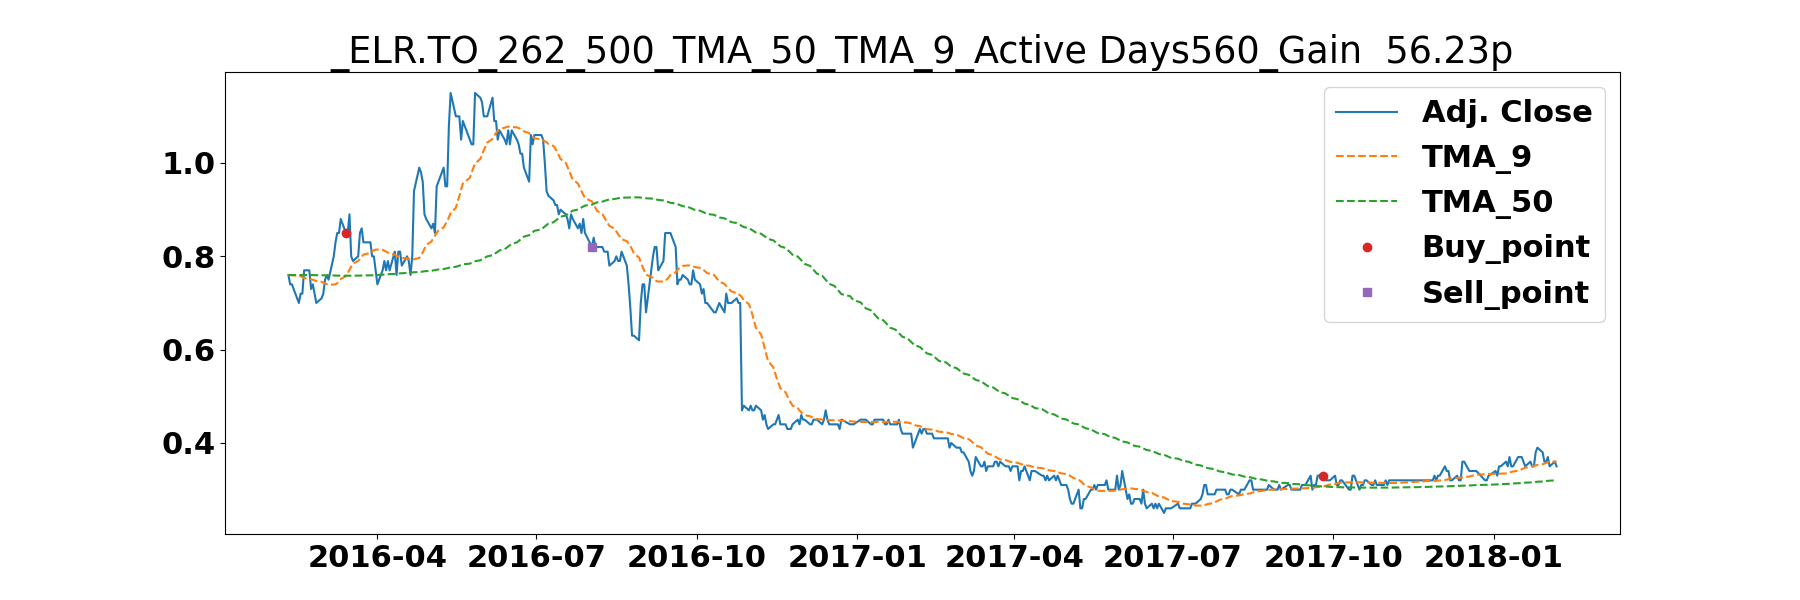 _ELR.TO_262_500_TMA_50_TMA_9_Active Days560_Gain  56.23p
Adj. Close
TMA_9
TMA_50
Buy_point
Sell_point
1.0
0.8
0.6
0.4
2016-04 2016-07 2016-10 2017-01 2017-04 2017-07 2017-10 2018-01